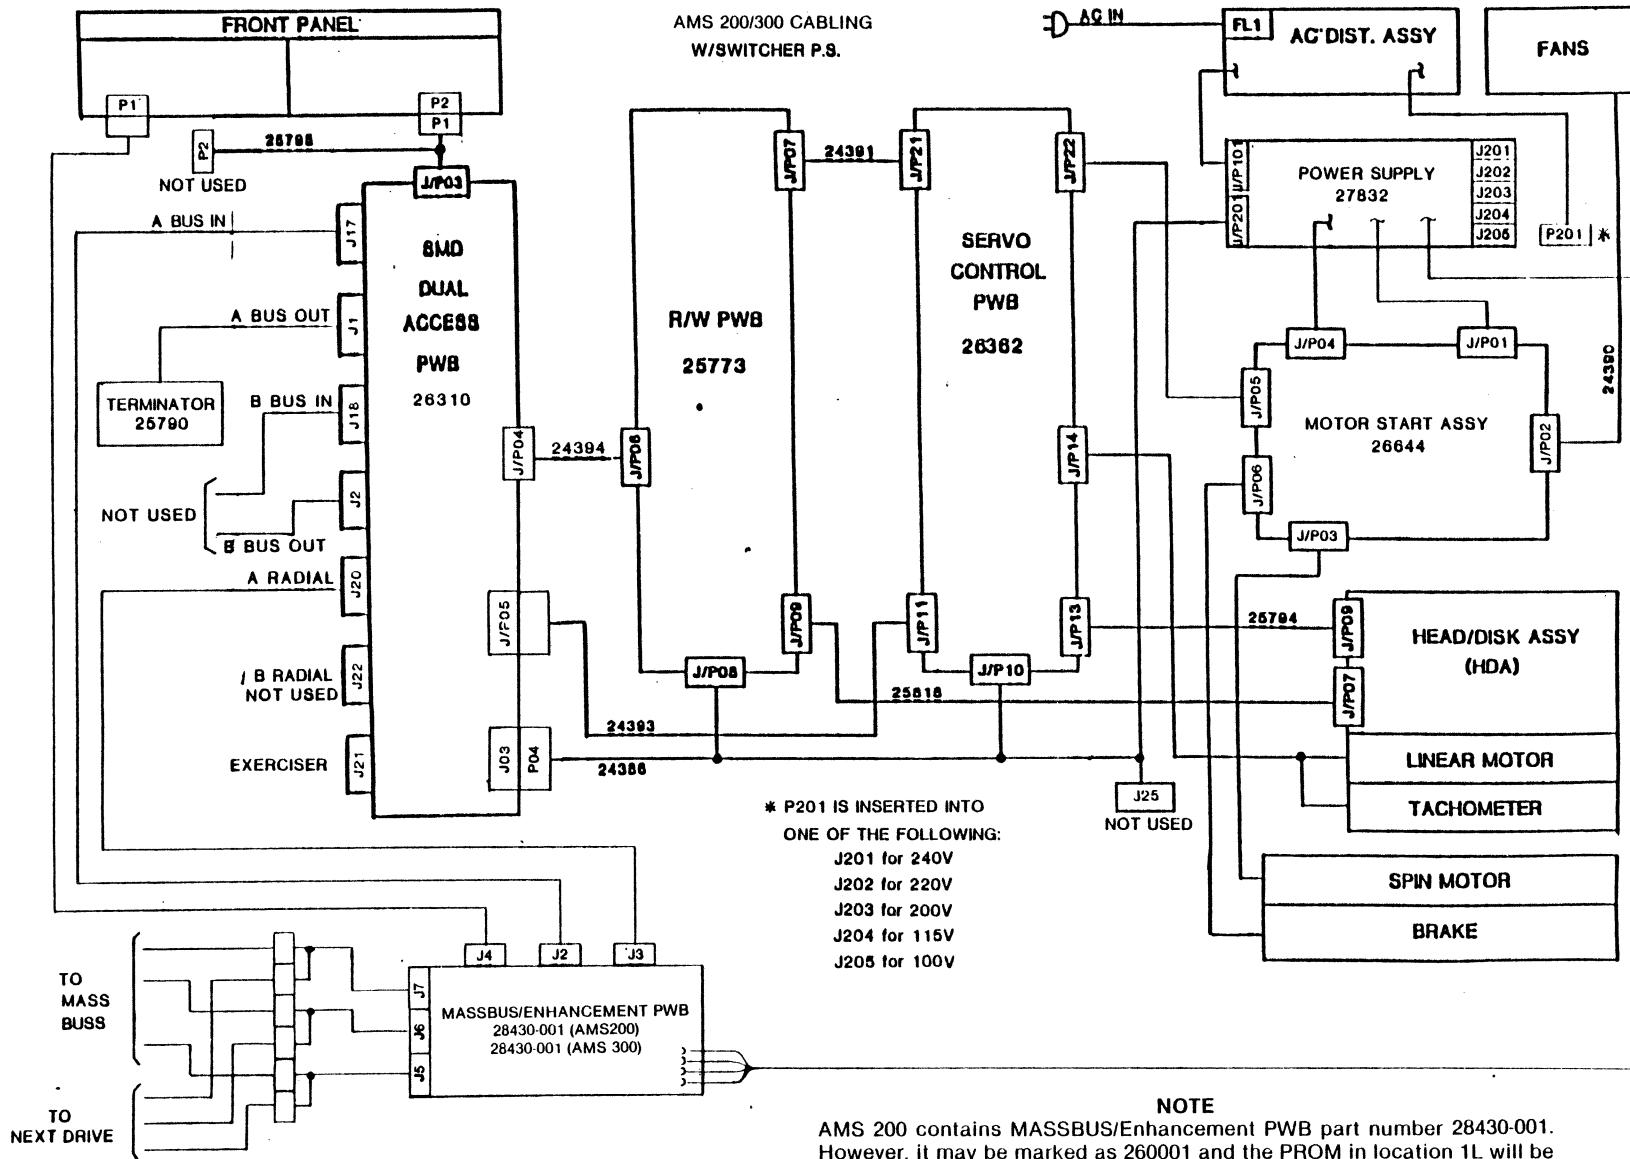 AMS 200/300 CABLING
W/SWITCHER P.S.
FRONT PANEL
P1
P2
P1
P2
25795
NOT USED
J/P03
A BUS IN
J17
A BUS OUT
J1
TERMINATOR
25790
B BUS IN
J18
J2
NOT USED
B BUS OUT
A RADIAL
J20
B RADIAL
NOT USED
J22
EXERCISER
J21
SMD
DUAL
ACCESS
PWB
26310
J/P04
24394
J/P05
J03
P04
24393
24386
J/P06
R/W PWB
25773
J/P07
J/P09
J/P08
24391
J/P21
SERVO
CONTROL
PWB
26362
J/P22
J/P14
J/P11
J/P13
J/P10
25818
25794
J25
NOT USED
AC IN
FL1
AC DIST. ASSY
FANS
J/P101
J/P201
POWER SUPPLY
27832
J201
J202
J203
J204
J205
P201 *
24390
J/P04
J/P01
J/P05
J/P06
MOTOR START ASSY
26644
J/P02
J/P03
J/P09
J/P07
HEAD/DISK ASSY
(HDA)
LINEAR MOTOR
TACHOMETER
SPIN MOTOR
BRAKE
* P201 IS INSERTED INTO
ONE OF THE FOLLOWING:
J201 for 240V
J202 for 220V
J203 for 200V
J204 for 115V
J205 for 100V
TO
MASS
BUSS
TO
NEXT DRIVE
J4
J2
J3
J7
J6
J5
MASSBUS/ENHANCEMENT PWB
28430-001 (AMS200)
28430-001 (AMS 300)
NOTE
AMS 200 contains MASSBUS/Enhancement PWB part number 28430-001.
However, it may be marked as 260001 and the PROM in location 1L will be